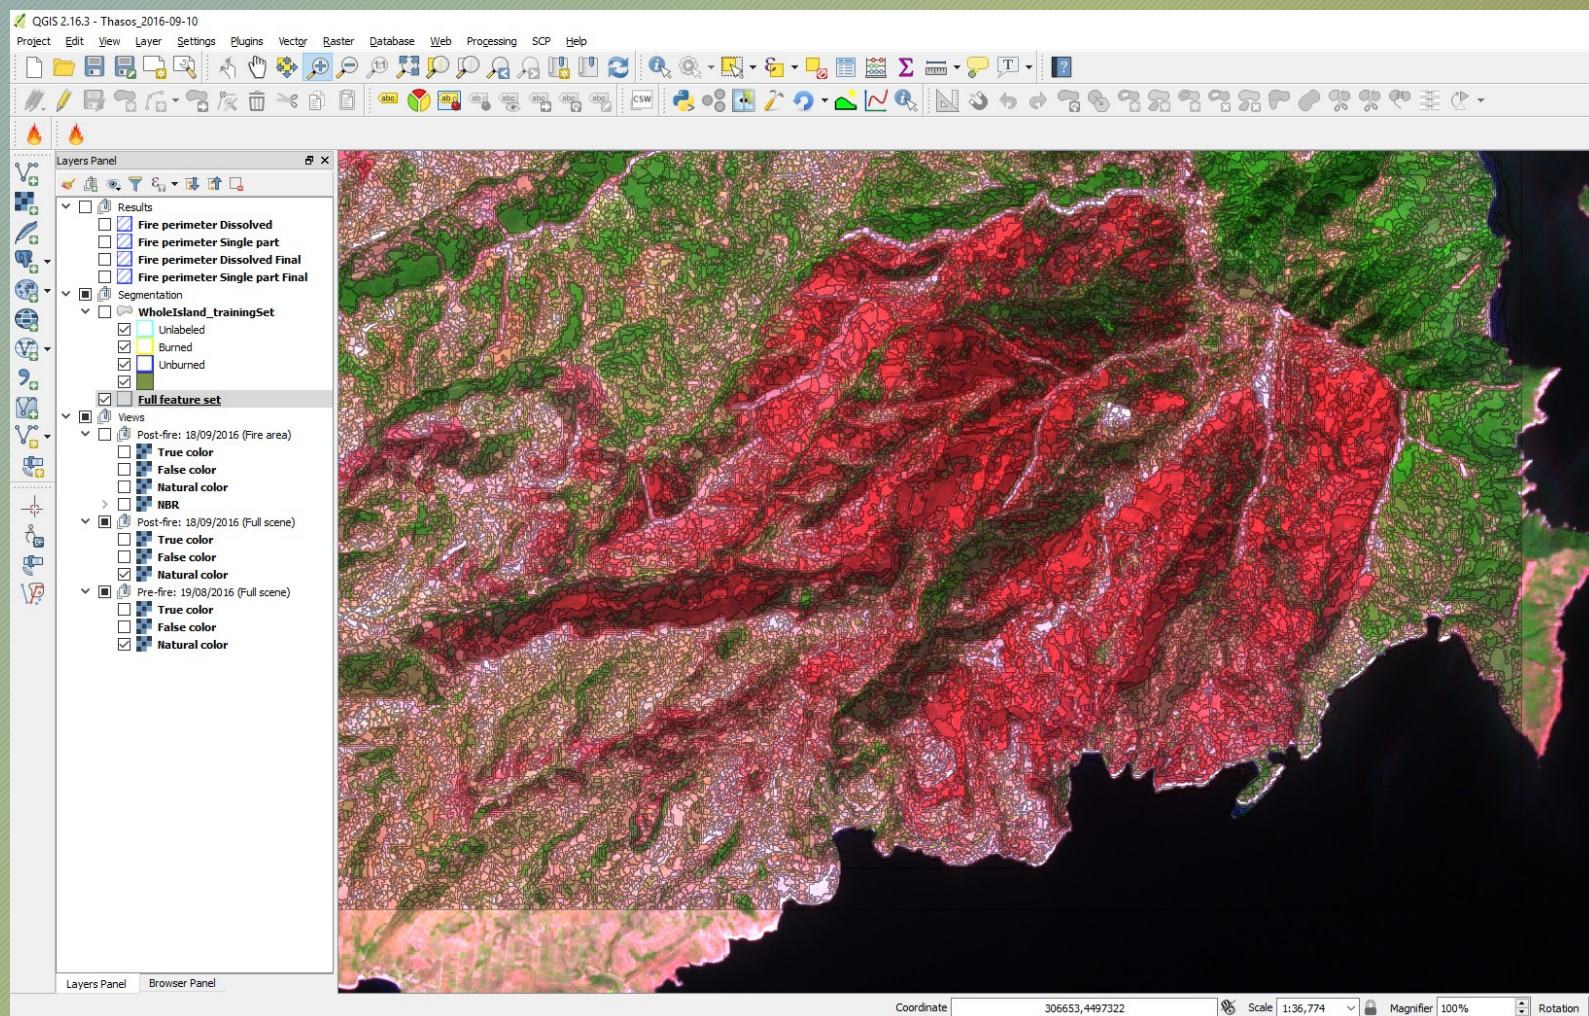 QGIS 2.16.3 - Thasos_2016-09-10
Project Edit View Layer Settings Plugins Vector Raster Database Web Processing SCP Help
abc abc CSW
Layers Panel
Results
Fire perimeter Dissolved
Fire perimeter Single part
Fire perimeter Dissolved Final
Fire perimeter Single part Final
Segmentation
WholeIsland_trainingSet
Unlabeled
Burned
Unburned
Full feature set
Views
Post-fire: 18/09/2016 (Fire area)
True color
False color
Natural color
NBR
Post-fire: 18/09/2016 (Full scene)
True color
False color
Natural color
Pre-fire: 19/08/2016 (Full scene)
True color
False color
Natural color
Layers Panel Browser Panel
Coordinate 306653,4497322 Scale 1:36,774 Magnifier 100% Rotation